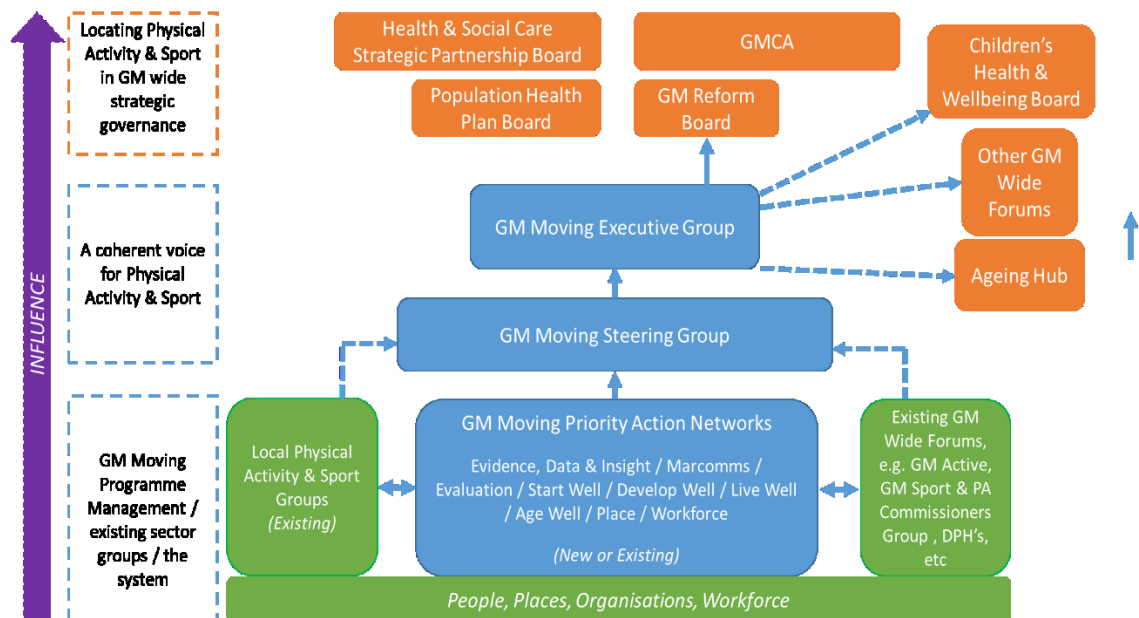 INFLUENCE
Locating Physical
Activity & Sport
in GM wide
strategic
governance
Health & Social Care
Strategic Partnership Board
GMCA
Children's
Health &
Wellbeing Board
Population Health
Plan Board
GM Reform
Board
Other GM
Wide
Forums
Ageing Hub
A coherent voice
for Physical
Activity & Sport
GM Moving Executive Group
GM Moving Steering Group
GM Moving
Programme
Management /
existing sector
groups / the
system
Local Physical
Activity & Sport
Groups
(Existing)
GM Moving Priority Action Networks
Evidence, Data & Insight / Marcomms /
Evaluation / Start Well / Develop Well / Live Well
/ Age Well / Place / Workforce
(New or Existing)
Existing GM
Wide Forums,
e.g. GM Active,
GM Sport & PA
Commissioners
Group , DPH's,
etc
People, Places, Organisations, Workforce